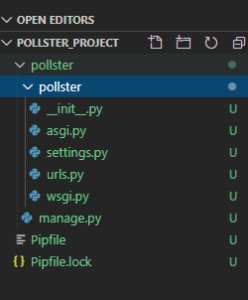 OPEN EDITORS
POLLSTER_PROJECT
pollster
pollster
__init__.py U
asgi.py U
settings.py U
urls.py U
wsgi.py U
manage.py U
Pipfile U
{} Pipfile.lock U